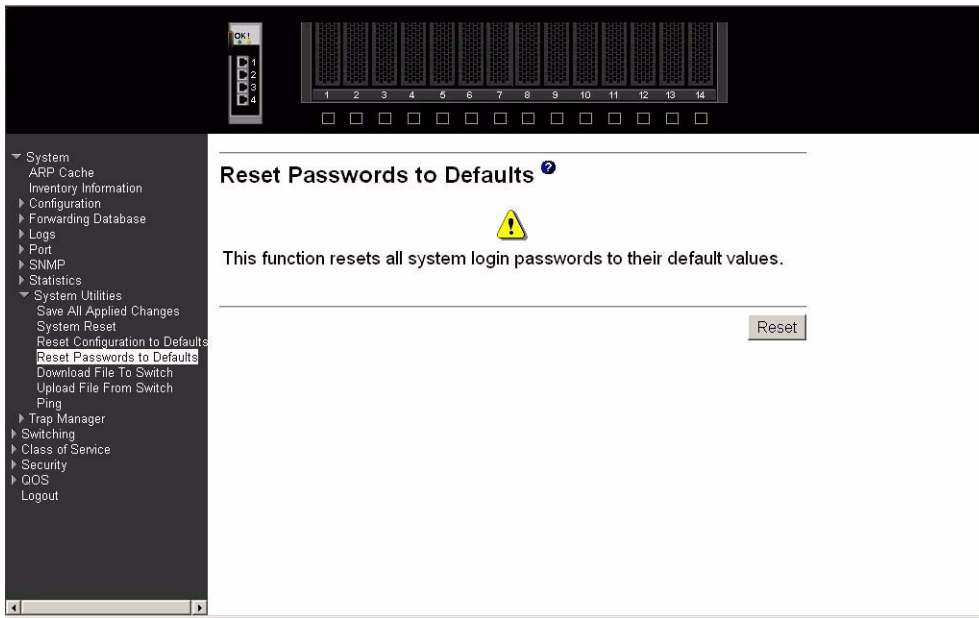 OK!
1
2
3
4
1 2 3 4 5 6 7 8 9 10 11 12 13 14
System
ARP Cache
Inventory Information
Configuration
Forwarding Database
Logs
Port
SNMP
Statistics
System Utilities
Save All Applied Changes
System Reset
Reset Configuration to Defaults
Reset Passwords to Defaults
Download File To Switch
Upload File From Switch
Ping
Trap Manager
Switching
Class of Service
Security
QOS
Logout
Reset Passwords to Defaults ?
!
This function resets all system login passwords to their default values.
Reset